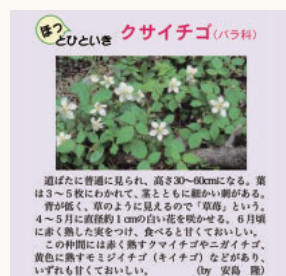 ほっとひといき
クサイチゴ(バラ科)
道ばたに普通に見られ、高さ30〜60cmになる。葉
は3〜5枚にわかれて、茎とともに細かい刺がある。
背が低く、草のように見えるので「草苺」という。
4〜5月に直径約1cmの白い花を咲かせる。6月頃
に赤く熟した実をつけ、食べると甘くておいしい。
この仲間には赤く熟すクマイチゴやニガイチゴ、
黄色に熟すモミジイチゴ(キイチゴ)などがあり、
いずれも甘くておいしい。 (by 安島 隆)